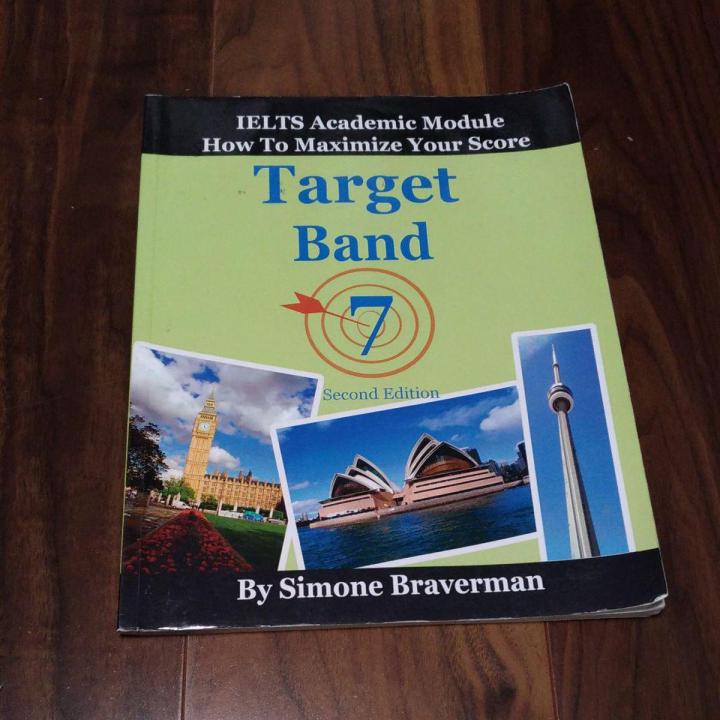 IELTS Academic Module
How To Maximize Your Score
Target
Band
7
Second Edition
By Simone Braverman